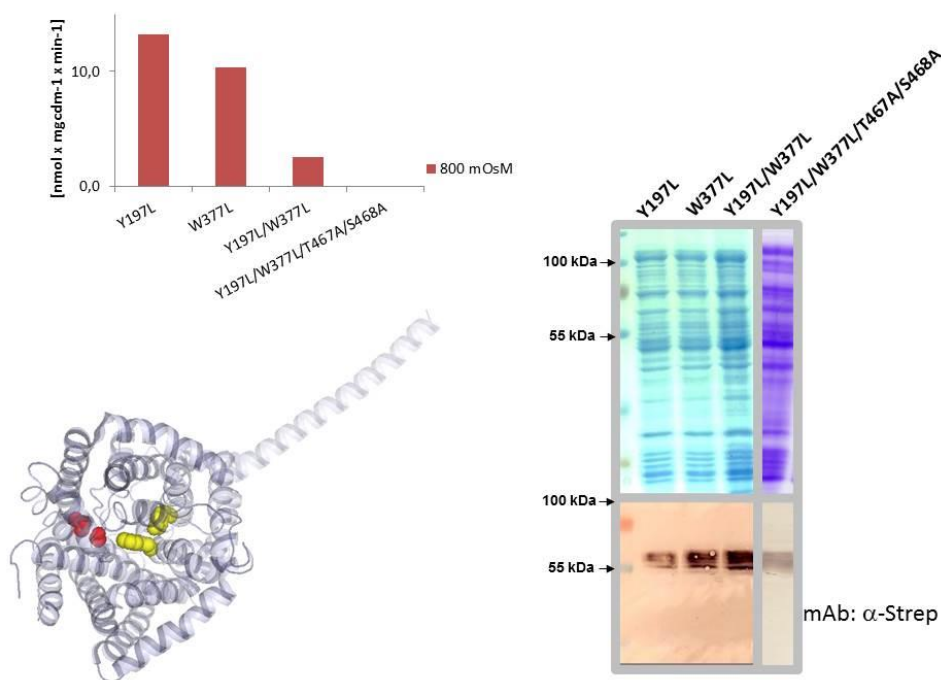 [nmol x mgcdm-1 x min-1]
10,0
0,0
800 mOsM
Y197L
W377L
Y197L/W377L
Y197L/W377L/T467A/S468A
Y197L
W377L
Y197L/W377L
Y197L/W377L/T467A/S468A
100 kDa
55 kDa
100 kDa
55 kDa
mAb: α-Strep